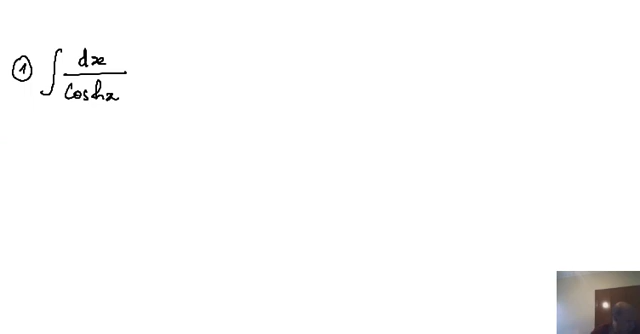 ① ∫ dx / coshx